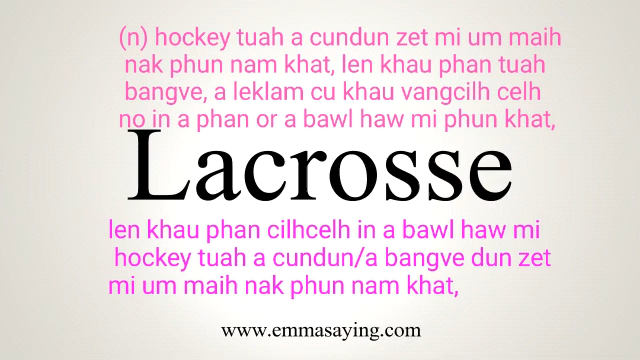 (n) hockey tuah a cundun zet mi um maih
nak phun nam khat, len khau phan tuah
bangve, a leklam cu khau vangcilh celh
no in a phan or a bawl haw mi phun khat,
Lacrosse
len khau phan cilhcelh in a bawl haw mi
hockey tuah a cundun/a bangve dun zet
mi um maih nak phun nam khat,
www.emmasaying.com